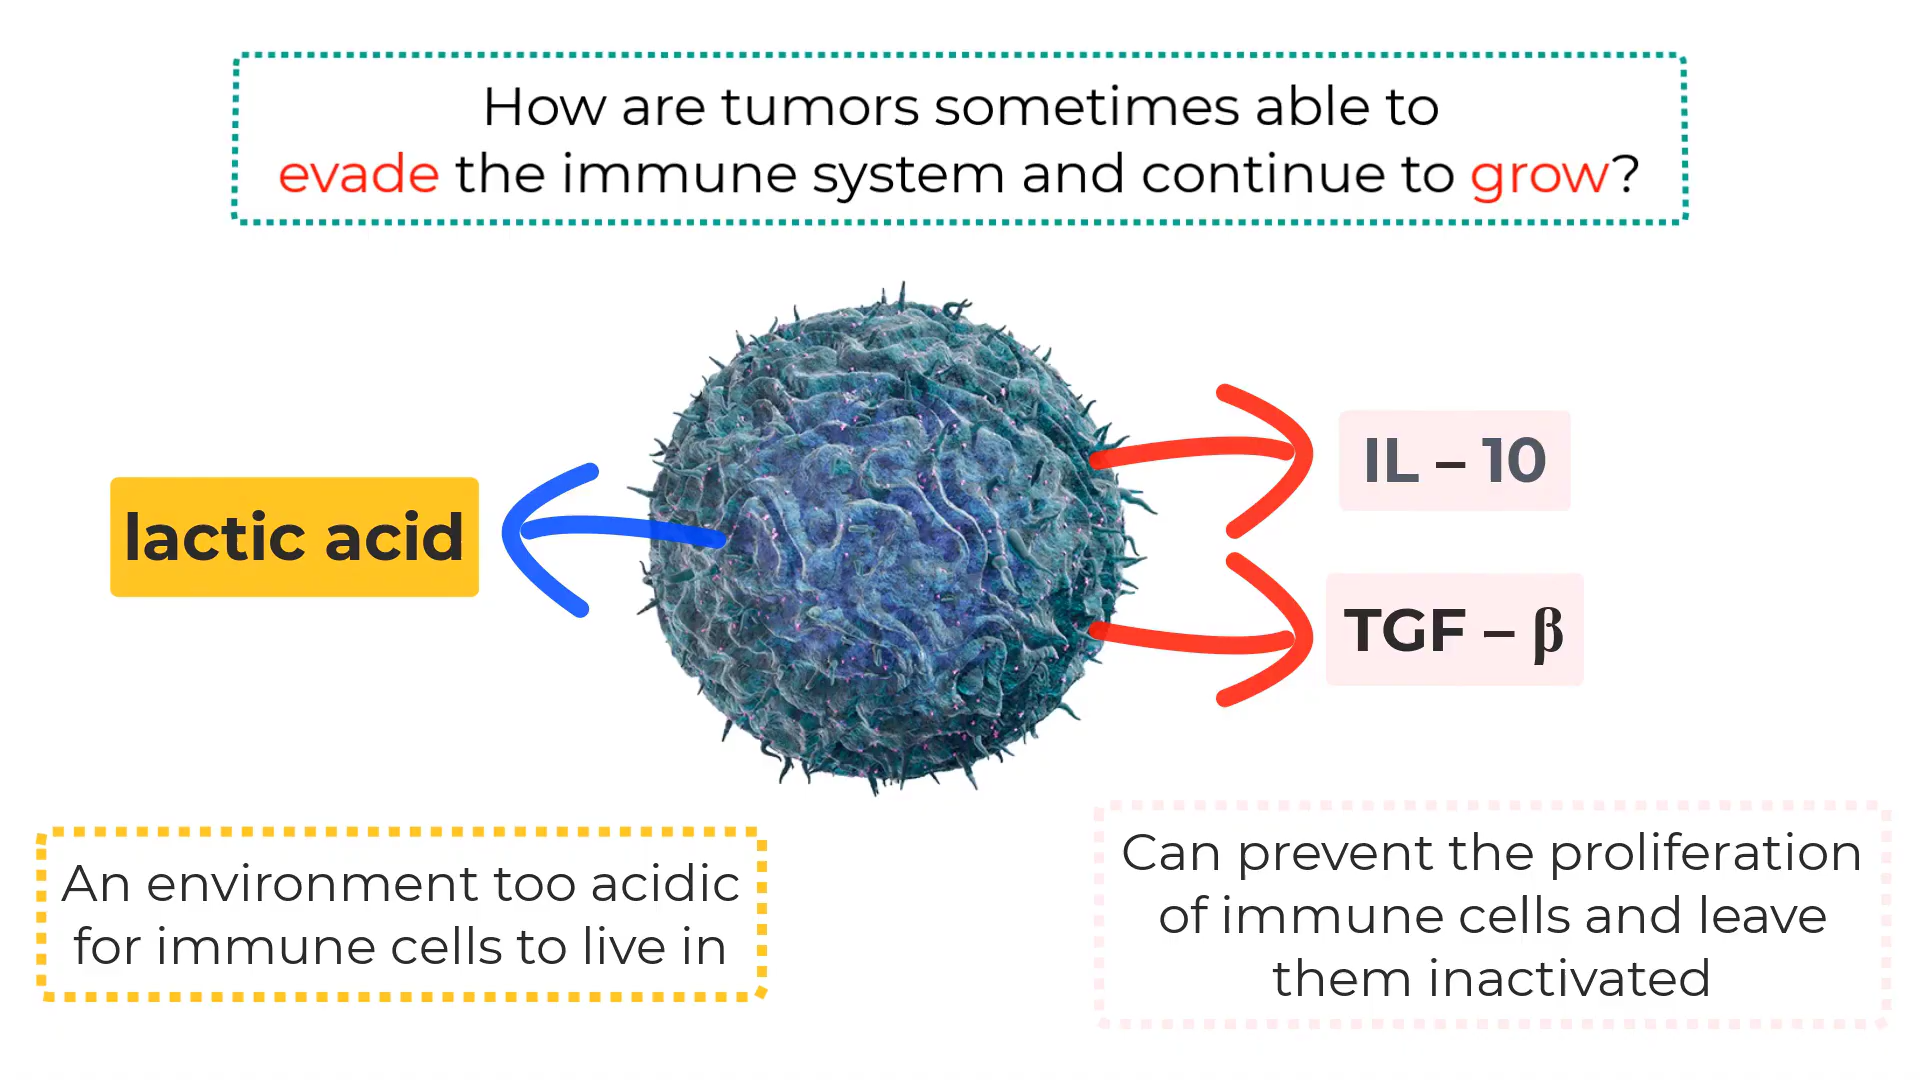 How are tumors sometimes able to
evade the immune system and continue to grow?
lactic acid
IL – 10
TGF – β
An environment too acidic
for immune cells to live in
Can prevent the proliferation
of immune cells and leave
them inactivated